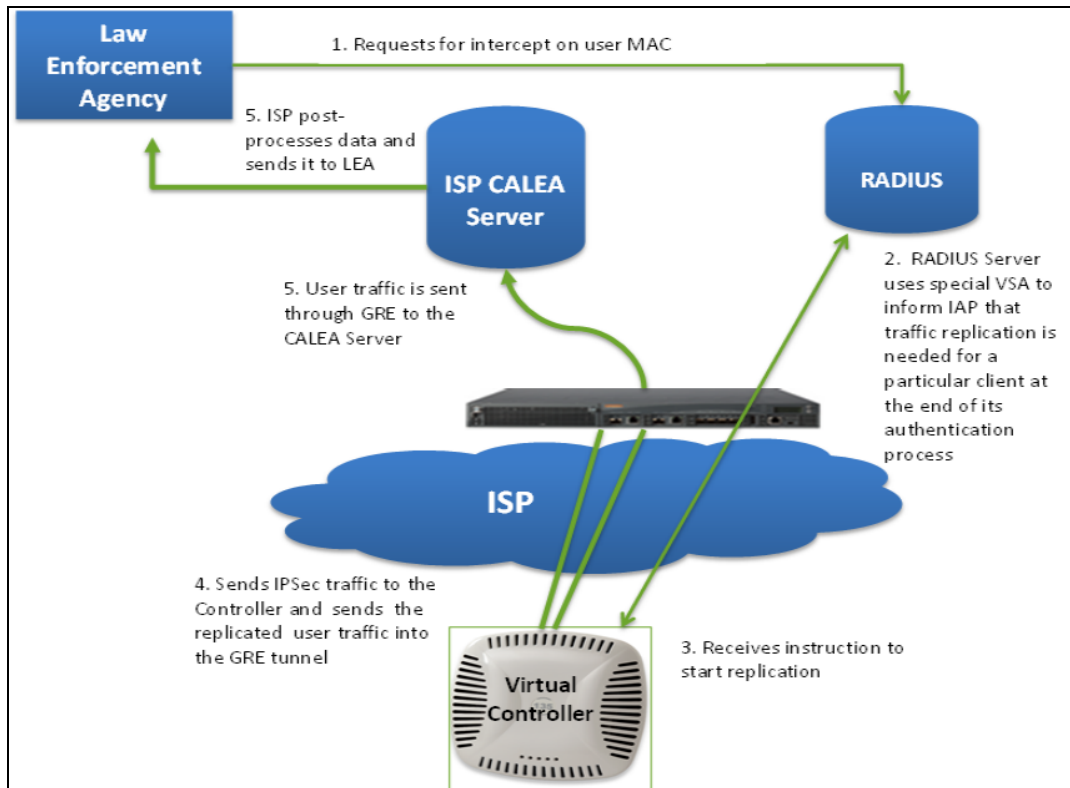 Law
Enforcement
Agency
1. Requests for intercept on user MAC
5. ISP post-
processes data and
sends it to LEA
ISP CALEA
Server
RADIUS
2. RADIUS Server
uses special VSA to
inform IAP that
traffic replication is
needed for a
particular client at
the end of its
authentication
process
5. User traffic is sent
through GRE to the
CALEA Server
ISP
4. Sends IPSec traffic to the
Controller and sends the
replicated user traffic into
the GRE tunnel
3. Receives instruction to
start replication
Virtual
Controller